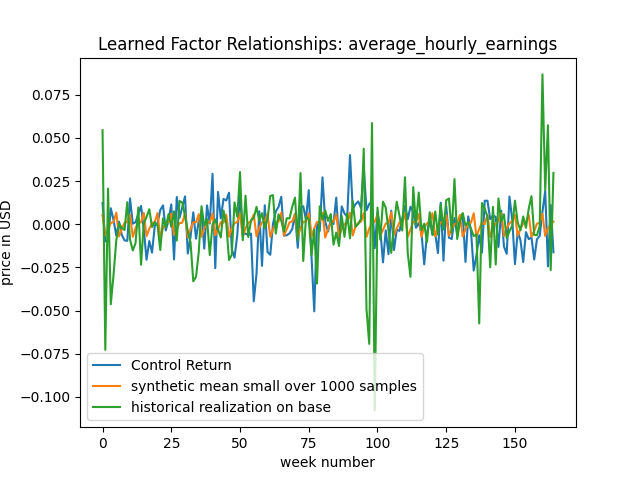 Learned Factor Relationships: average_hourly_earnings
price in USD
0.075
0.050
0.025
0.000
−0.025
−0.050
−0.075
−0.100
Control Return
synthetic mean small over 1000 samples
historical realization on base
0 25 50 75 100 125 150
week number